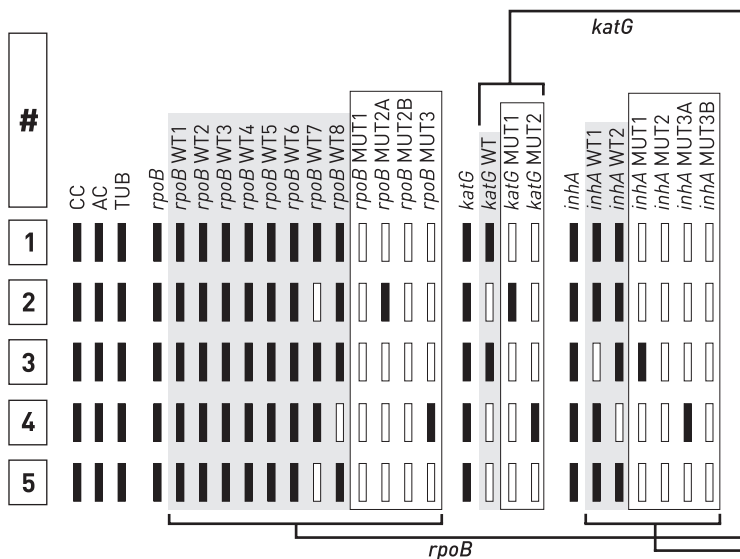 katG
#
CC
AC
TUB
rpoB
rpoB WT1
rpoB WT2
rpoB WT3
rpoB WT4
rpoB WT5
rpoB WT6
rpoB WT7
rpoB WT8
rpoB MUT1
rpoB MUT2A
rpoB MUT2B
rpoB MUT3
katG
katG WT
katG MUT1
katG MUT2
inhA
inhA WT1
inhA WT2
inhA MUT1
inhA MUT2
inhA MUT3A
inhA MUT3B
1
2
3
4
5
rpoB